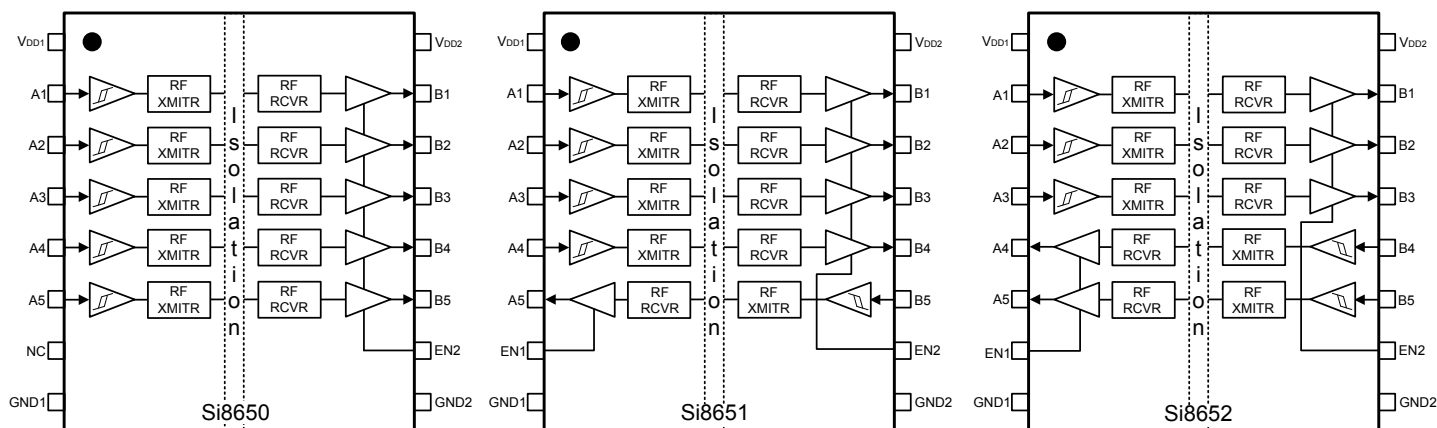 VDD1
VDD2
A1
RF
XMITR
RF
RCVR
B1
A2
RF
XMITR
RF
RCVR
B2
A3
RF
XMITR
RF
RCVR
B3
A4
RF
XMITR
RF
RCVR
B4
A5
RF
XMITR
RF
RCVR
B5
Isolation
NC
EN2
GND1
GND2
Si8650
VDD1
VDD2
A1
RF
XMITR
RF
RCVR
B1
A2
RF
XMITR
RF
RCVR
B2
A3
RF
XMITR
RF
RCVR
B3
A4
RF
XMITR
RF
RCVR
B4
A5
RF
RCVR
RF
XMITR
B5
Isolation
EN1
EN2
GND1
GND2
Si8651
VDD1
VDD2
A1
RF
XMITR
RF
RCVR
B1
A2
RF
XMITR
RF
RCVR
B2
A3
RF
XMITR
RF
RCVR
B3
A4
RF
RCVR
RF
XMITR
B4
A5
RF
RCVR
RF
XMITR
B5
Isolation
EN1
EN2
GND1
GND2
Si8652